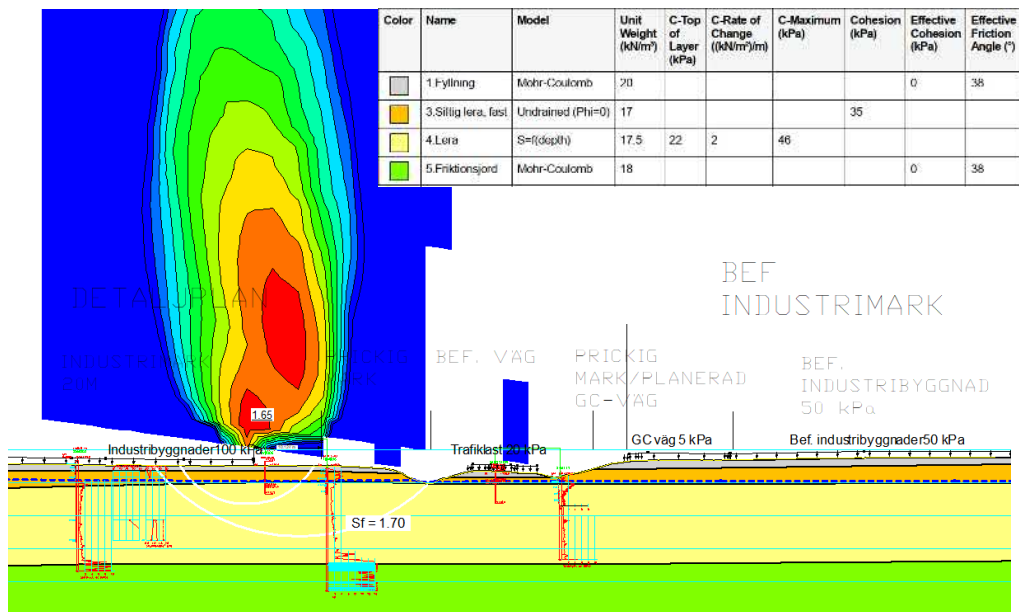 Color Name Model Unit Weight (kN/m³) C-Top of Layer (kPa) C-Rate of Change ((kN/m²)/m) C-Maximum (kPa) Cohesion (kPa) Effective Cohesion (kPa) Effective Friction Angle (°)
1.Fyllning Mohr-Coulomb 20 0 38
3.Siltig lera, fast Undrained (Phi=0) 17 35
4.Lera S=f(depth) 17.5 22 2 46
5.Friktionsjord Mohr-Coulomb 18 0 38
BEF
INDUSTRIMARK
DETALJPLAN
INDUSTRIMARK
PRICKIG
BEF. VÄG
PRICKIG
MARK/PLANERAD
GC-VÄG
BEF.
INDUSTRIBYGGNAD
50 kPa
1.65
Industribyggnader100 kPa
Trafiklast 20 kPa
GC väg 5 kPa
Bef. industribyggnader50 kPa
Sf = 1.70